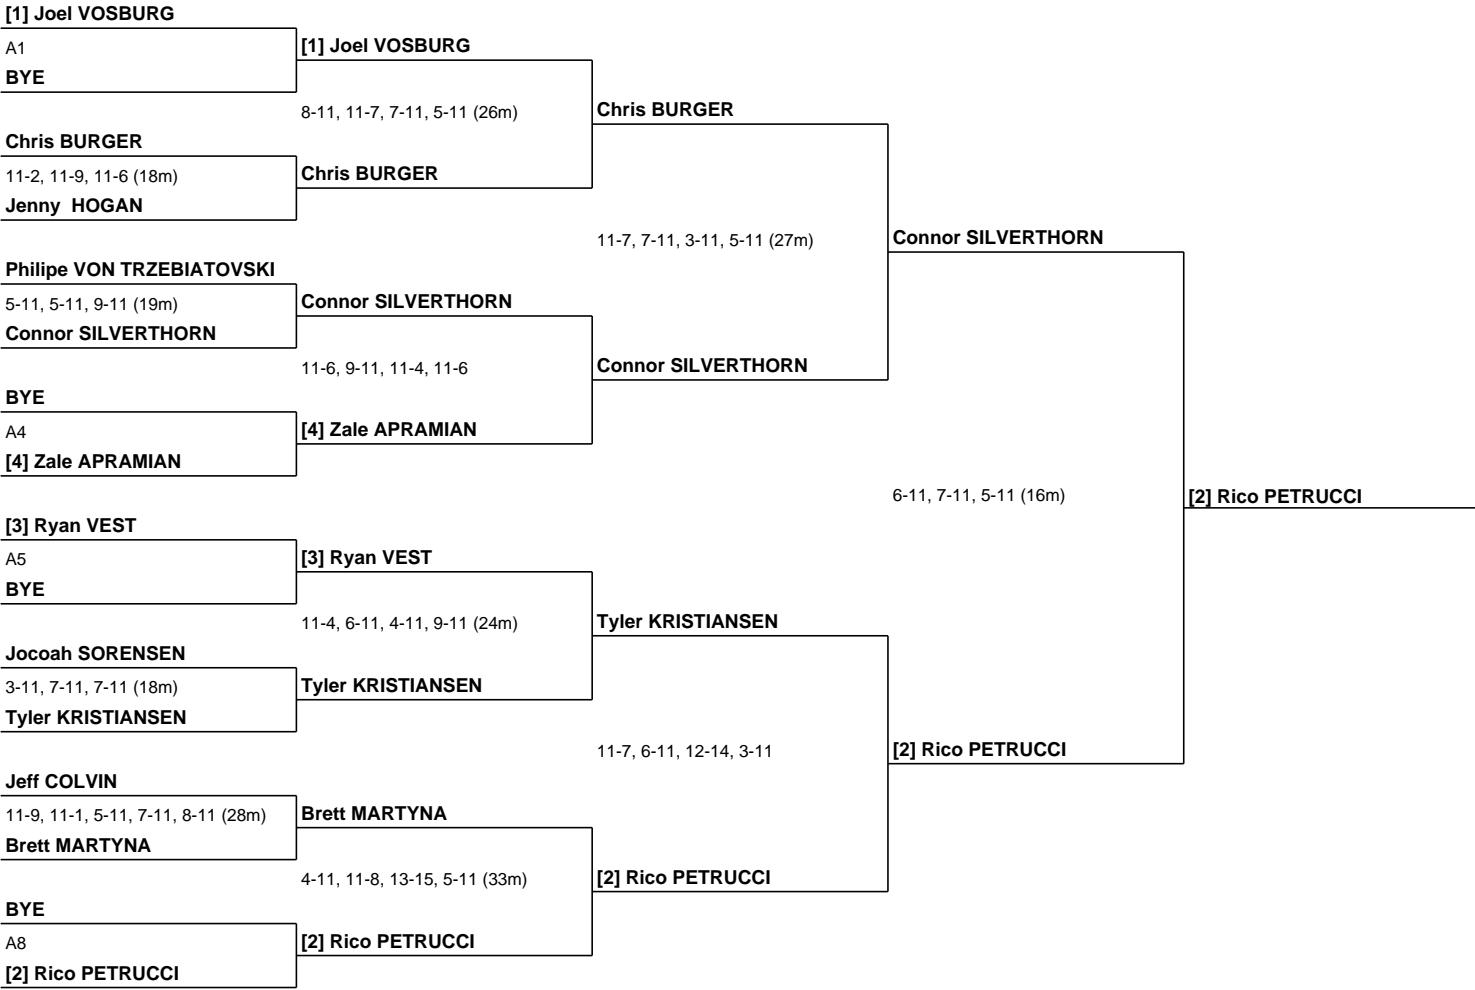 [1] Joel VOSBURG
A1
BYE
Chris BURGER
11-2, 11-9, 11-6 (18m)
Jenny  HOGAN
Philipe VON TRZEBIATOVSKI
5-11, 5-11, 9-11 (19m)
Connor SILVERTHORN
BYE
A4
[4] Zale APRAMIAN
[3] Ryan VEST
A5
BYE
Jocoah SORENSEN
3-11, 7-11, 7-11 (18m)
Tyler KRISTIANSEN
Jeff COLVIN
11-9, 11-1, 5-11, 7-11, 8-11 (28m)
Brett MARTYNA
BYE
A8
[2] Rico PETRUCCI
[1] Joel VOSBURG
8-11, 11-7, 7-11, 5-11 (26m)
Chris BURGER
Connor SILVERTHORN
11-6, 9-11, 11-4, 11-6
[4] Zale APRAMIAN
[3] Ryan VEST
11-4, 6-11, 4-11, 9-11 (24m)
Tyler KRISTIANSEN
Brett MARTYNA
4-11, 11-8, 13-15, 5-11 (33m)
[2] Rico PETRUCCI
Chris BURGER
11-7, 7-11, 3-11, 5-11 (27m)
Connor SILVERTHORN
Tyler KRISTIANSEN
11-7, 6-11, 12-14, 3-11
[2] Rico PETRUCCI
Connor SILVERTHORN
6-11, 7-11, 5-11 (16m)
[2] Rico PETRUCCI
[2] Rico PETRUCCI